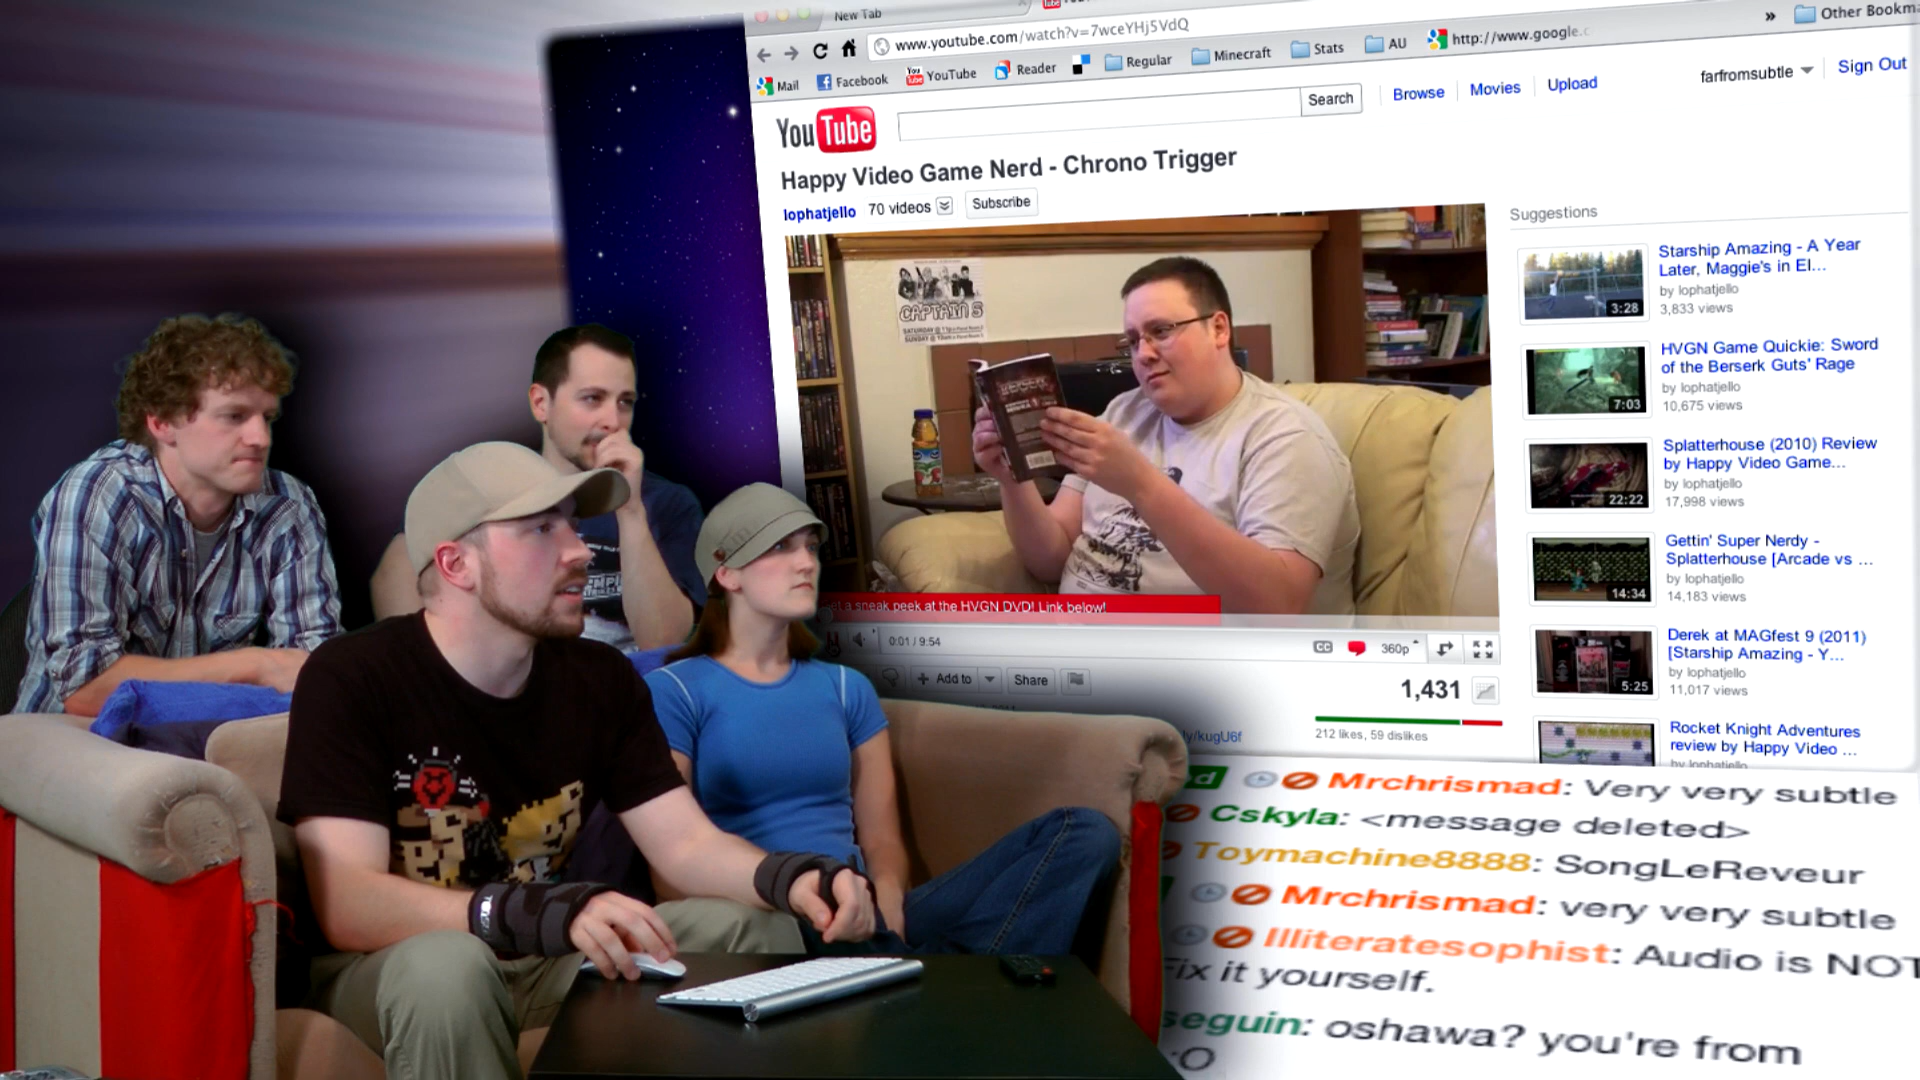 New Tab
www.youtube.com/watch?v=7wceYHj5VdQ
Other Bookma
Mail
Facebook
YouTube
Reader
Regular
Minecraft
Stats
AU
http://www.google.c
YouTube
Search
Browse
Movies
Upload
farfromsubtle
Sign Out
Happy Video Game Nerd - Chrono Trigger
lophatjello
70 videos
Subscribe
CAPTAIN S
BERSERK
et a sneak peek at the HVGN DVD! Link below!
0:01 / 9:54
CC
360p
Add to
Share
1,431
ly/kugU6f
212 likes, 59 dislikes
Suggestions
3:28
Starship Amazing - A Year
Later, Maggie's in El...
by lophatjello
3,833 views
7:03
HVGN Game Quickie: Sword
of the Berserk Guts' Rage
by lophatjello
10,675 views
22:22
Splatterhouse (2010) Review
by Happy Video Game...
by lophatjello
17,998 views
14:34
Gettin' Super Nerdy -
Splatterhouse [Arcade vs ...
by lophatjello
14,183 views
5:25
Derek at MAGfest 9 (2011)
[Starship Amazing - Y...
by lophatjello
11,017 views
Rocket Knight Adventures
review by Happy Video ...
by lophatjello
Mrchrismad: Very very subtle
Cskyla: <message deleted>
Toymachine8888: SongLeReveur
Mrchrismad: very very subtle
Illiteratesophist: Audio is NOT
Fix it yourself.
seguin: oshawa? you're from
:O